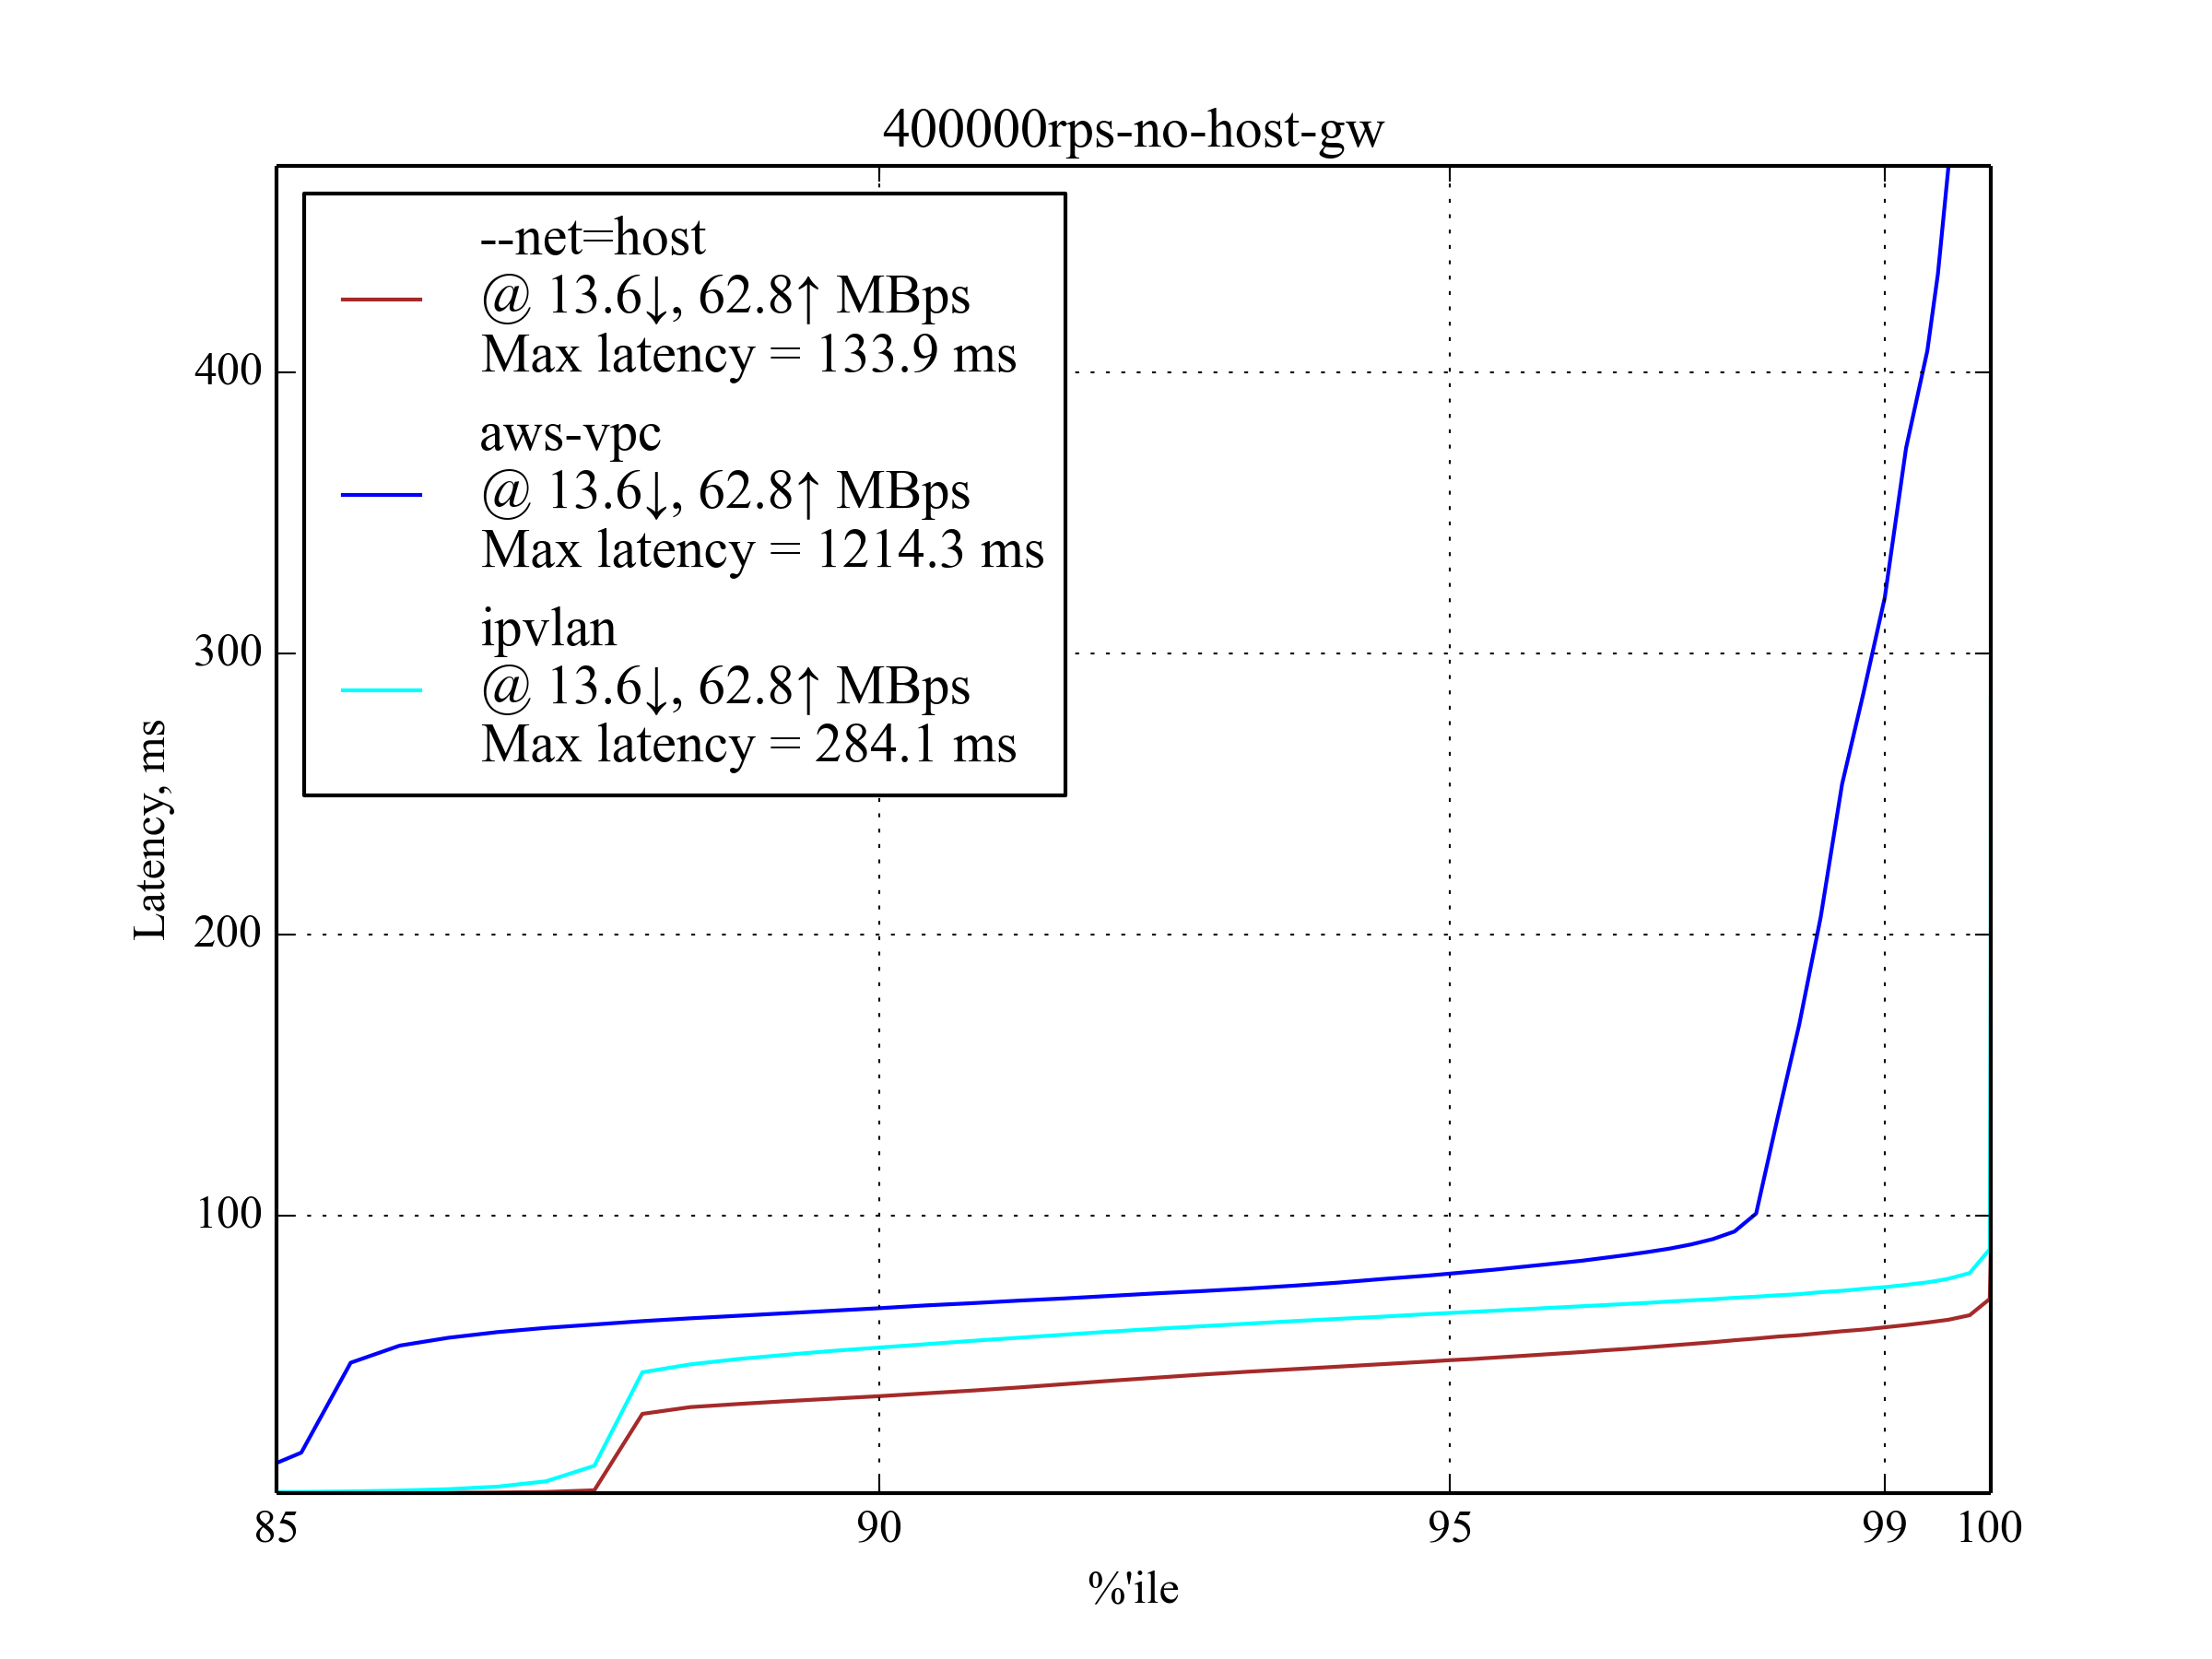 400000rps-no-host-gw
--net=host
@ 13.6↓, 62.8↑ MBps
Max latency = 133.9 ms
aws-vpc
@ 13.6↓, 62.8↑ MBps
Max latency = 1214.3 ms
ipvlan
@ 13.6↓, 62.8↑ MBps
Max latency = 284.1 ms
400
300
200
100
Latency, ms
85 90 95 99 100
%'ile